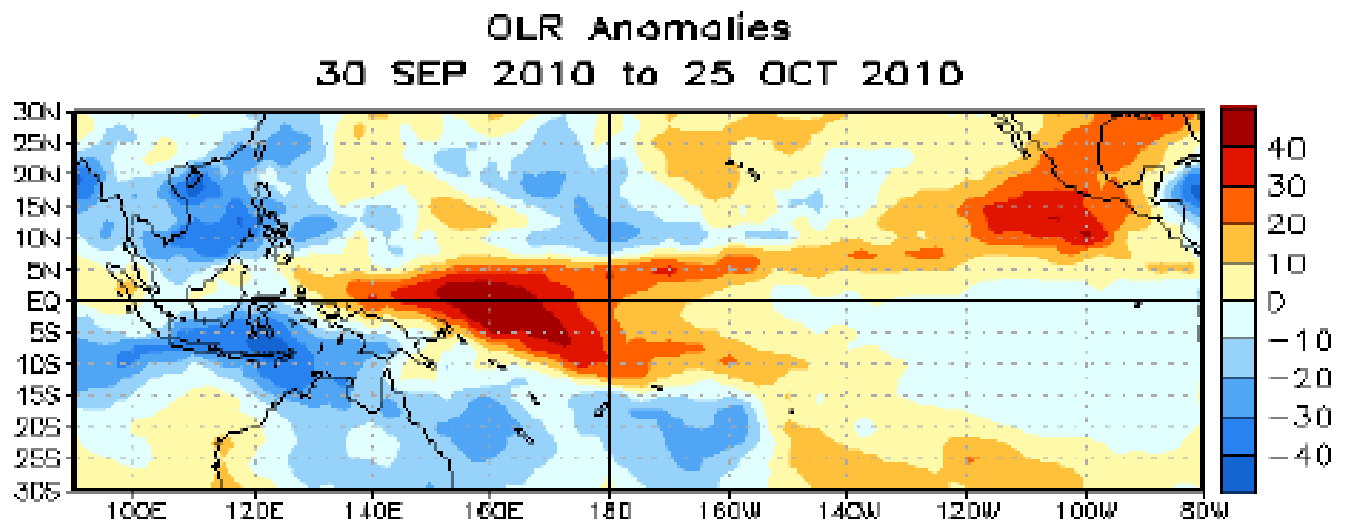 OLR Anomalies
30 SEP 2010 to 25 OCT 2010
30N
25N
20N
15N
10N
5N
EQ
5S
10S
15S
20S
25S
30S
100E 120E 140E 160E 180 160W 140W 120W 100W 80W
40
30
20
10
0
-10
-20
-30
-40